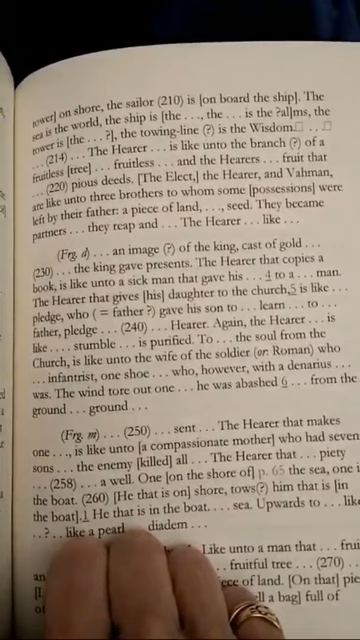 tower] on shore, the sailor (210) is [on board the ship]. The
sea is the world, the ship is [the . . ., the . . . is the ?al]ms, the
tower is [the . . . ?], the towing-line (?) is the Wisdom.□ . . □
. . . (214) . . . The Hearer . . . is like unto the branch (?) of a
fruitless [tree] . . . fruitless . . . and the Hearers . . . fruit that
. . . (220) pious deeds. [The Elect,] the Hearer, and Vahman,
are like unto three brothers to whom some [possessions] were
left by their father: a piece of land, . . ., seed. They became
partners . . . they reap and . . . The Hearer . . . like . . .
(Frg. d) . . . an image (?) of the king, cast of gold . . .
(230) . . . the king gave presents. The Hearer that copies a
book, is like unto a sick man that gave his . . . 4 to a . . . man.
The Hearer that gives [his] daughter to the church,5 is like . . .
pledge, who ( = father ?) gave his son to . . . learn . . . to . . .
father, pledge . . . (240) . . . Hearer. Again, the Hearer . . . is
like . . . stumble . . . is purified. To . . . the soul from the
Church, is like unto the wife of the soldier (or: Roman) who
. . . infantrist, one shoe . . . who, however, with a denarius . . .
was. The wind tore out one . . . he was abashed 6 . . . from the
ground . . . ground . . .
(Frg. m) . . . (250) . . . sent . . . The Hearer that makes
one . . ., is like unto [a compassionate mother] who had seven
sons . . . the enemy [killed] all . . . The Hearer that . . . piety
. . . (258) . . . a well. One [on the shore of] p. 65 the sea, one i
the boat. (260) [He that is on] shore, tows(?) him that is [in
the boat].1 He that is in the boat. . . . sea. Upwards to . . . lik
. . ?. . . like a pearl diadem . . .
Like unto a man that . . . frui
an . . fruitful tree . . . (270) . .
[I. iece of land. [On that] pie
of ll a bag] full of